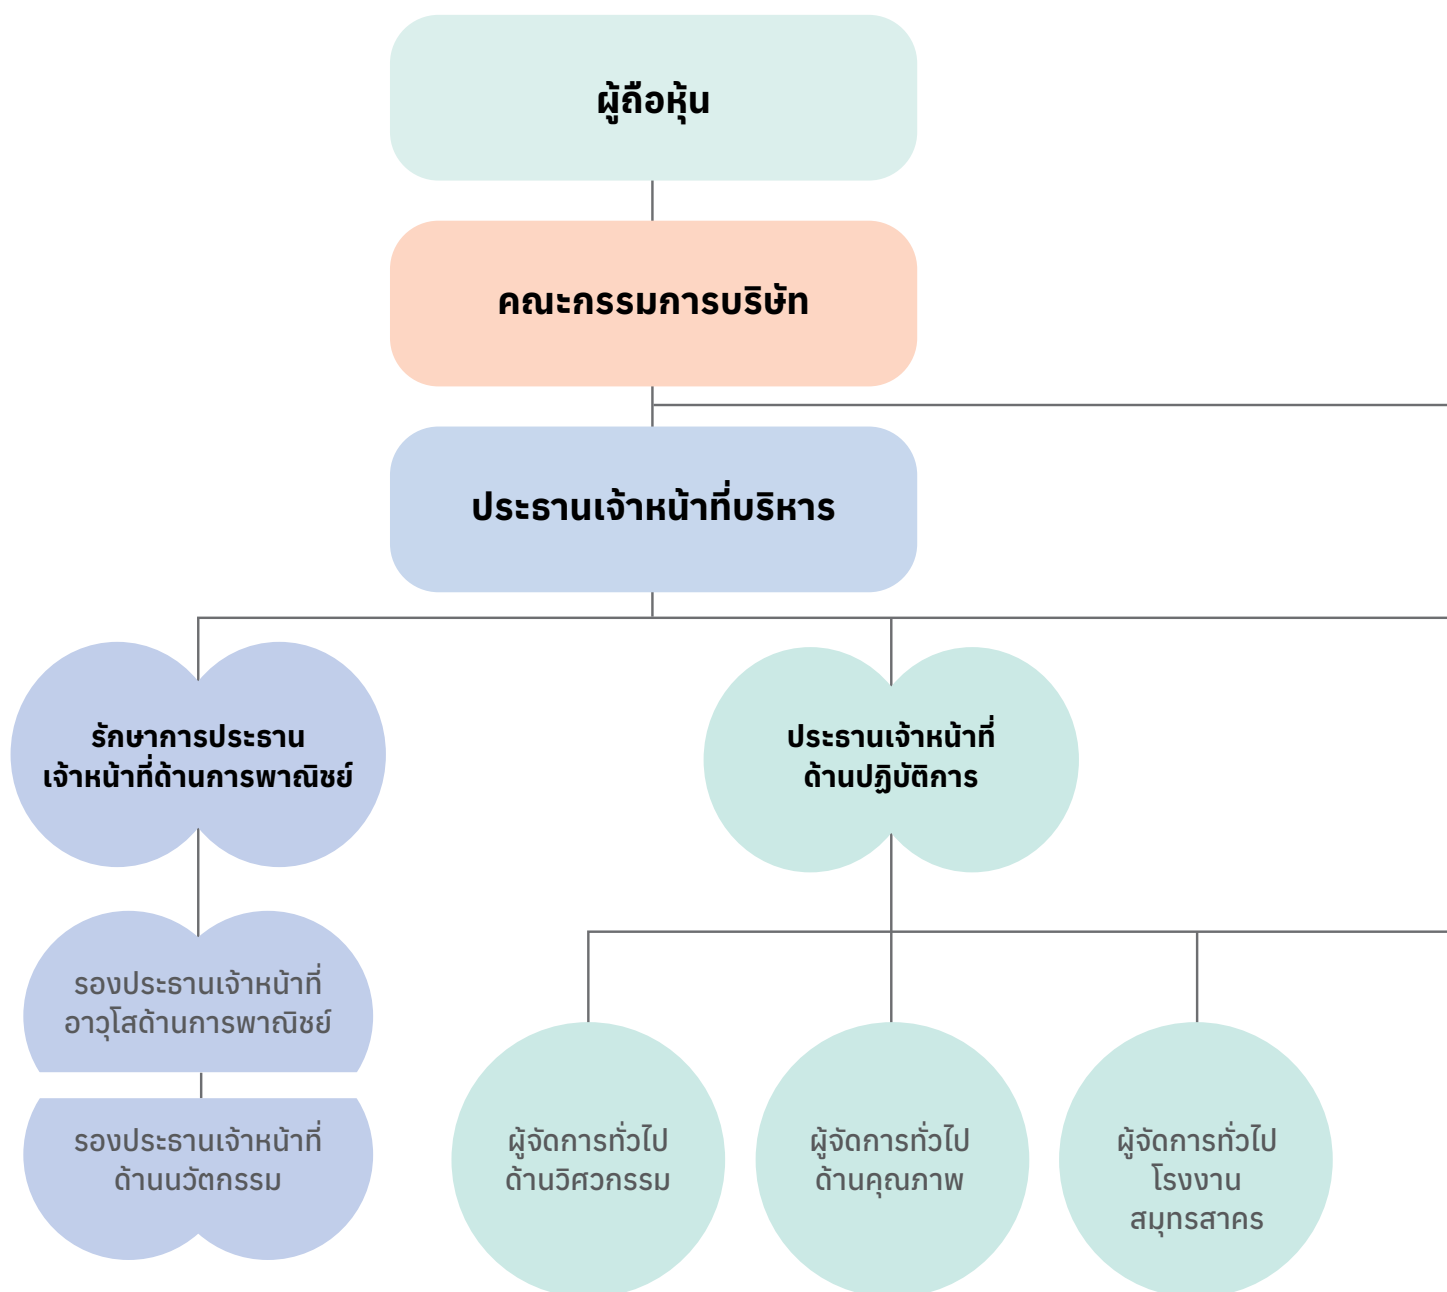 ผู้ถือหุ้น
คณะกรรมการบริษัท
ประธานเจ้าหน้าที่บริหาร
รักษาการประธาน
เจ้าหน้าที่ด้านการพาณิชย์
ประธานเจ้าหน้าที่
ด้านปฏิบัติการ
รองประธานเจ้าหน้าที่
อาวุโสด้านการพาณิชย์
รองประธานเจ้าหน้าที่
ด้านนวัตกรรม
ผู้จัดการทั่วไป
ด้านวิศวกรรม
ผู้จัดการทั่วไป
ด้านคุณภาพ
ผู้จัดการทั่วไป
โรงงาน
สมุทรสาคร